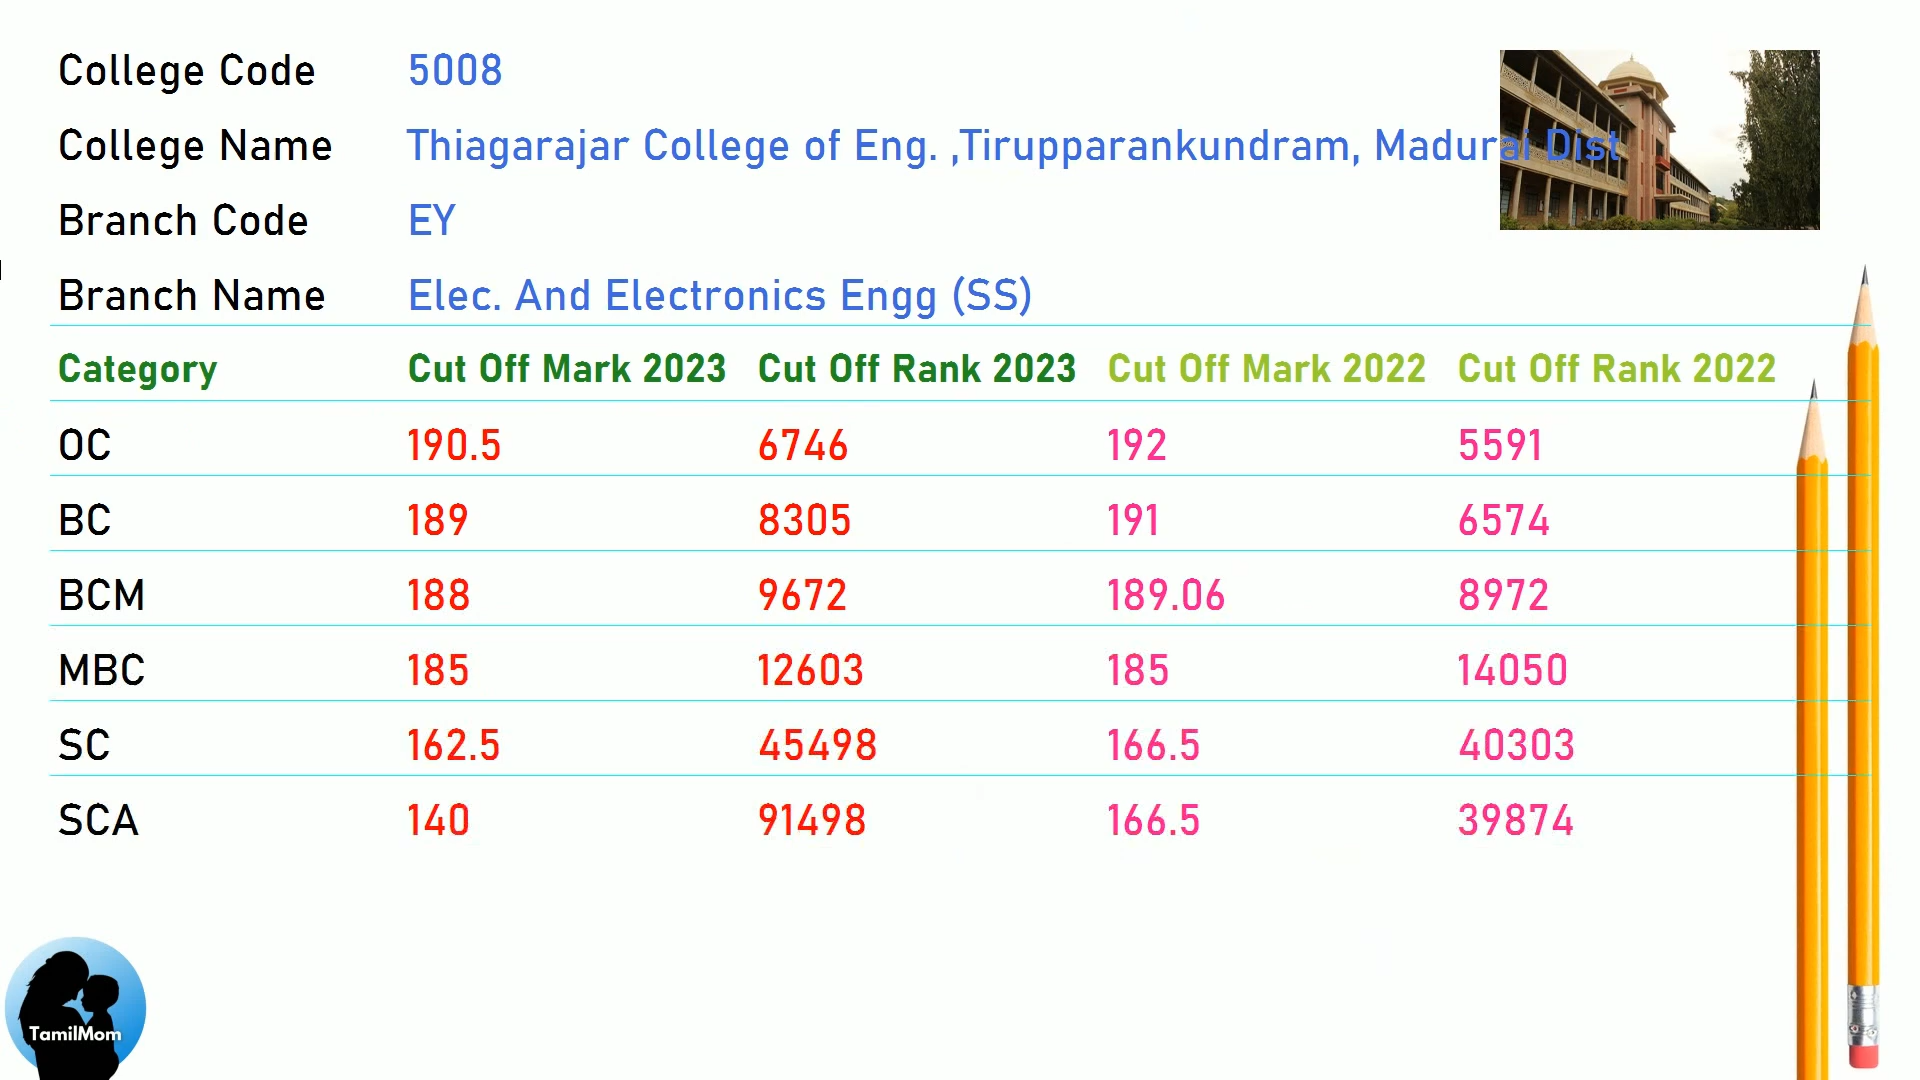 College Code 5008
College Name Thiagarajar College of Eng. ,Tirupparankundram, Madurai Dist
Branch Code EY
Branch Name Elec. And Electronics Engg (SS)
Category Cut Off Mark 2023 Cut Off Rank 2023 Cut Off Mark 2022 Cut Off Rank 2022
OC 190.5 6746 192 5591
BC 189 8305 191 6574
BCM 188 9672 189.06 8972
MBC 185 12603 185 14050
SC 162.5 45498 166.5 40303
SCA 140 91498 166.5 39874
TamilMom